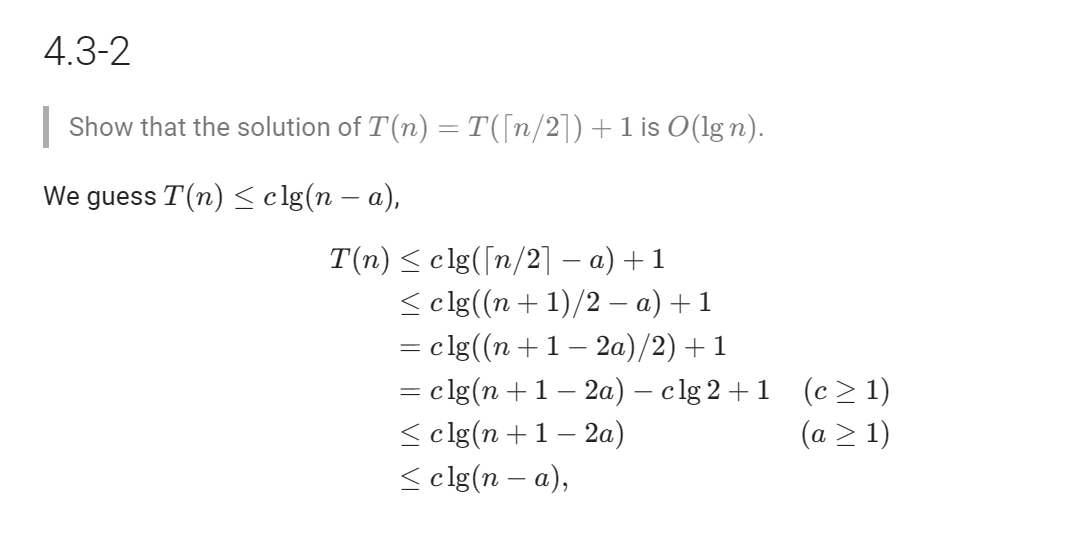 4.3-2
Show that the solution of T(n) = T(⌈n/2⌉) + 1 is O(lg n).
We guess T(n) ≤ c lg(n − a),
T(n) ≤ c lg(⌈n/2⌉ − a) + 1
≤ c lg((n + 1)/2 − a) + 1
= c lg((n + 1 − 2a)/2) + 1
= c lg(n + 1 − 2a) − c lg 2 + 1 (c ≥ 1)
≤ c lg(n + 1 − 2a) (a ≥ 1)
≤ c lg(n − a),